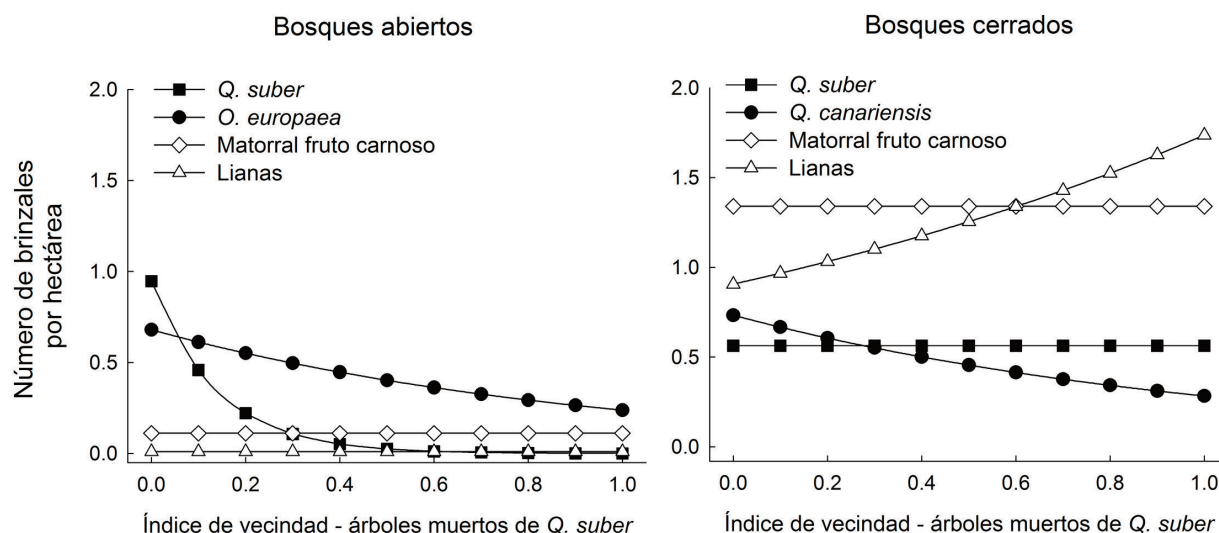 Bosques abiertos
Q. suber
O. europaea
Matorral fruto carnoso
Lianas
Número de brinzales
por hectárea
2.0
1.5
1.0
0.5
0.0
0.0 0.2 0.4 0.6 0.8 1.0
Índice de vecindad - árboles muertos de Q. suber
Bosques cerrados
Q. suber
Q. canariensis
Matorral fruto carnoso
Lianas
2.0
1.5
1.0
0.5
0.0
0.0 0.2 0.4 0.6 0.8 1.0
Índice de vecindad - árboles muertos de Q. suber